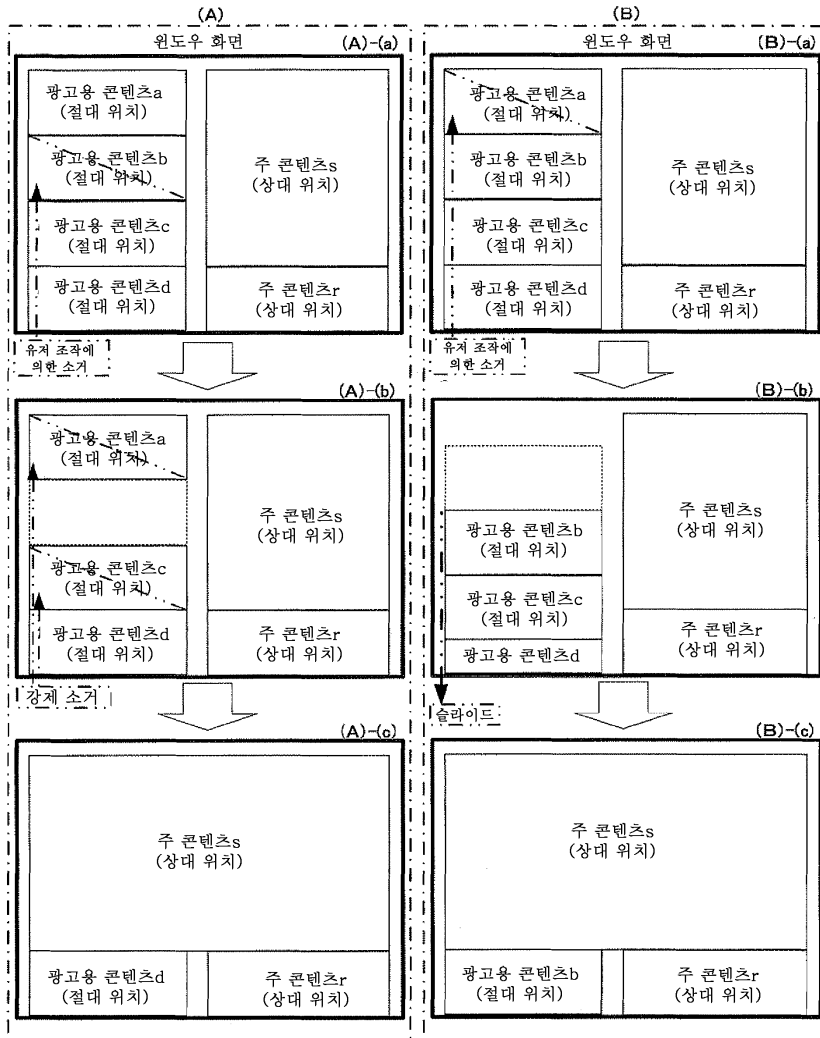 (A)
윈도우 화면
(A)-(a)
광고용 콘텐츠a
(절대 위치)
광고용 콘텐츠b
(절대 위치)
광고용 콘텐츠c
(절대 위치)
광고용 콘텐츠d
(절대 위치)
주 콘텐츠s
(상대 위치)
주 콘텐츠r
(상대 위치)
유저 조작에
의한 소거
(A)-(b)
광고용 콘텐츠a
(절대 위치)
광고용 콘텐츠c
(절대 위치)
광고용 콘텐츠d
(절대 위치)
주 콘텐츠s
(상대 위치)
주 콘텐츠r
(상대 위치)
강제 소거
(A)-(c)
주 콘텐츠s
(상대 위치)
광고용 콘텐츠d
(절대 위치)
주 콘텐츠r
(상대 위치)
(B)
윈도우 화면
(B)-(a)
광고용 콘텐츠a
(절대 위치)
광고용 콘텐츠b
(절대 위치)
광고용 콘텐츠c
(절대 위치)
광고용 콘텐츠d
(절대 위치)
주 콘텐츠s
(상대 위치)
주 콘텐츠r
(상대 위치)
유저 조작에
의한 소거
(B)-(b)
광고용 콘텐츠b
(절대 위치)
광고용 콘텐츠c
(절대 위치)
광고용 콘텐츠d
주 콘텐츠s
(상대 위치)
주 콘텐츠r
(상대 위치)
슬라이드
(B)-(c)
주 콘텐츠s
(상대 위치)
광고용 콘텐츠b
(절대 위치)
주 콘텐츠r
(상대 위치)